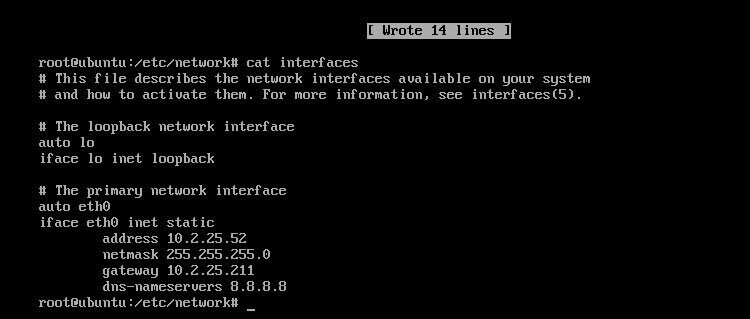 [ Wrote 14 lines ]
root@ubuntu:/etc/network# cat interfaces
# This file describes the network interfaces available on your system
# and how to activate them. For more information, see interfaces(5).
# The loopback network interface
auto lo
iface lo inet loopback
# The primary network interface
auto eth0
iface eth0 inet static
        address 10.2.25.52
        netmask 255.255.255.0
        gateway 10.2.25.211
        dns-nameservers 8.8.8.8
root@ubuntu:/etc/network# _